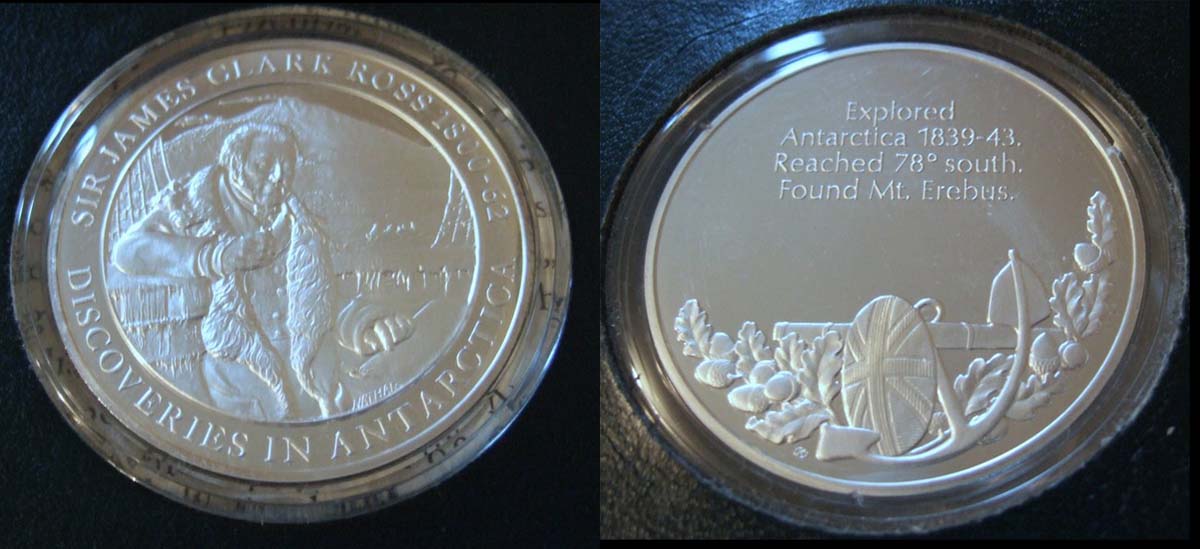 SIR JAMES CLARK ROSS 1800-62
DISCOVERIES IN ANTARCTICA
Explored
Antarctica 1839-43.
Reached 78° south.
Found Mt. Erebus.